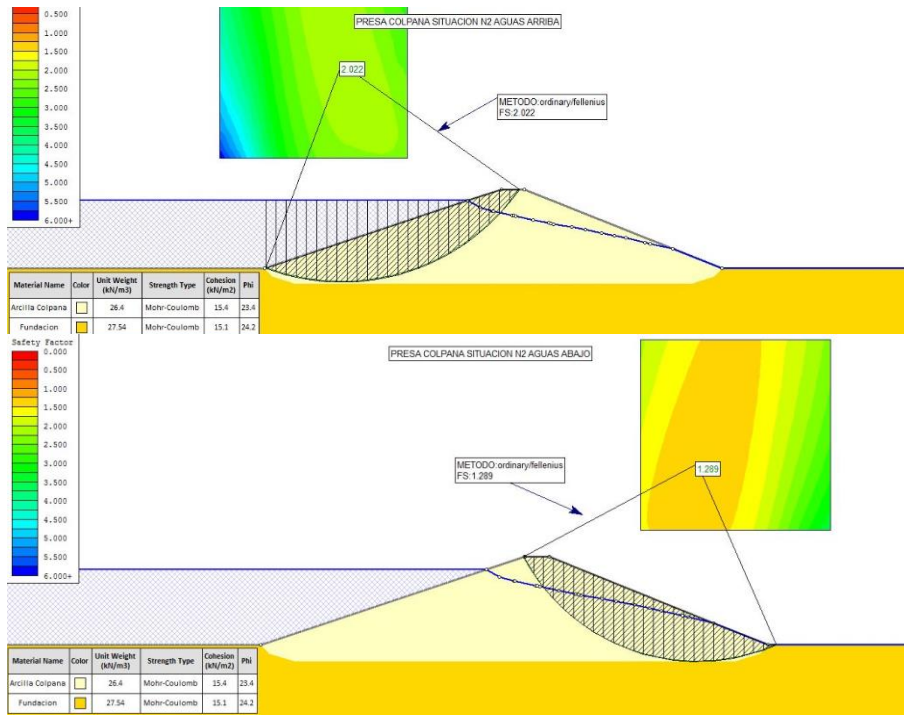 0.500
1.000
1.500
2.000
2.500
3.000
3.500
4.000
4.500
5.000
5.500
6.000+
PRESA COLPANA SITUACION N2 AGUAS ARRIBA
2.022
METODO:ordinary/fellenius
FS:2.022
Material Name Color Unit Weight (kN/m3) Strength Type Cohesion (kN/m2) Phi
Arcilla Colpana 26.4 Mohr-Coulomb 15.4 23.4
Fundacion 27.54 Mohr-Coulomb 15.1 24.2
Safety Factor
0.000
0.500
1.000
1.500
2.000
2.500
3.000
3.500
4.000
4.500
5.000
5.500
6.000+
PRESA COLPANA SITUACION N2 AGUAS ABAJO
METODO:ordinary/fellenius
FS:1.289
1.289
Material Name Color Unit Weight (kN/m3) Strength Type Cohesion (kN/m2) Phi
Arcilla Colpana 26.4 Mohr-Coulomb 15.4 23.4
Fundacion 27.54 Mohr-Coulomb 15.1 24.2